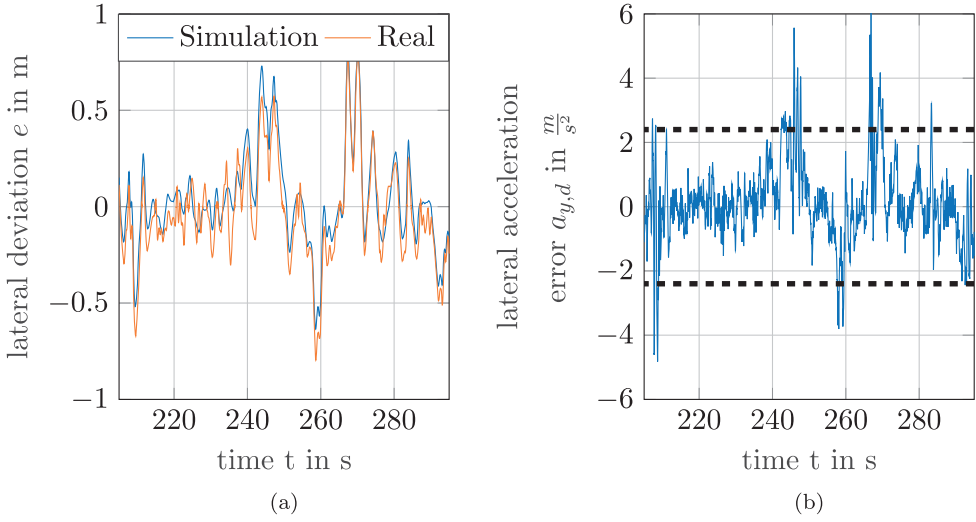 1
0.5
0
−0.5
−1
Simulation Real
lateral deviation e in m
220 240 260 280
time t in s
(a)
6
4
2
0
−2
−4
−6
lateral acceleration
error a_{y,d} in m/s²
220 240 260 280
time t in s
(b)